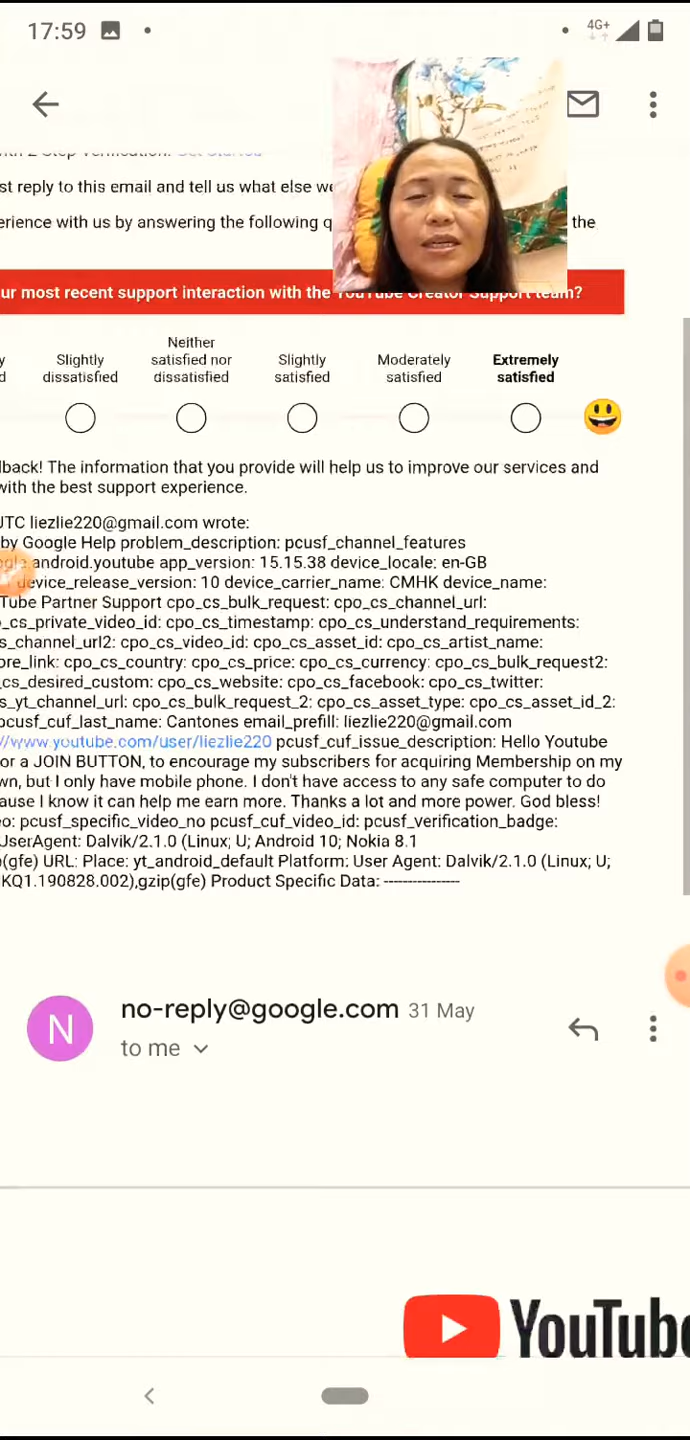 17:59
4G+
st reply to this email and tell us what else we
erience with us by answering the following q the
ur most recent support interaction with the YouTube Creator Support team?
y
d
Slightly
dissatisfied
Neither
satisfied nor
dissatisfied
Slightly
satisfied
Moderately
satisfied
Extremely
satisfied
lback! The information that you provide will help us to improve our services and
with the best support experience.
UTC liezlie220@gmail.com wrote:
by Google Help problem_description: pcusf_channel_features
gle.android.youtube app_version: 15.15.38 device_locale: en-GB
device_release_version: 10 device_carrier_name: CMHK device_name:
Tube Partner Support cpo_cs_bulk_request: cpo_cs_channel_url:
o_cs_private_video_id: cpo_cs_timestamp: cpo_cs_understand_requirements:
s_channel_url2: cpo_cs_video_id: cpo_cs_asset_id: cpo_cs_artist_name:
ore_link: cpo_cs_country: cpo_cs_price: cpo_cs_currency: cpo_cs_bulk_request2:
cs_desired_custom: cpo_cs_website: cpo_cs_facebook: cpo_cs_twitter:
s_yt_channel_url: cpo_cs_bulk_request_2: cpo_cs_asset_type: cpo_cs_asset_id_2:
pcusf_cuf_last_name: Cantones email_prefill: liezlie220@gmail.com
//www.youtube.com/user/liezlie220 pcusf_cuf_issue_description: Hello Youtube
or a JOIN BUTTON, to encourage my subscribers for acquiring Membership on my
wn, but I only have mobile phone. I don't have access to any safe computer to do
ause I know it can help me earn more. Thanks a lot and more power. God bless!
eo: pcusf_specific_video_no pcusf_cuf_video_id: pcusf_verification_badge:
UserAgent: Dalvik/2.1.0 (Linux; U; Android 10; Nokia 8.1
(gfe) URL: Place: yt_android_default Platform: User Agent: Dalvik/2.1.0 (Linux; U;
KQ1.190828.002),gzip(gfe) Product Specific Data: ----------------
N
no-reply@google.com 31 May
to me
YouTube